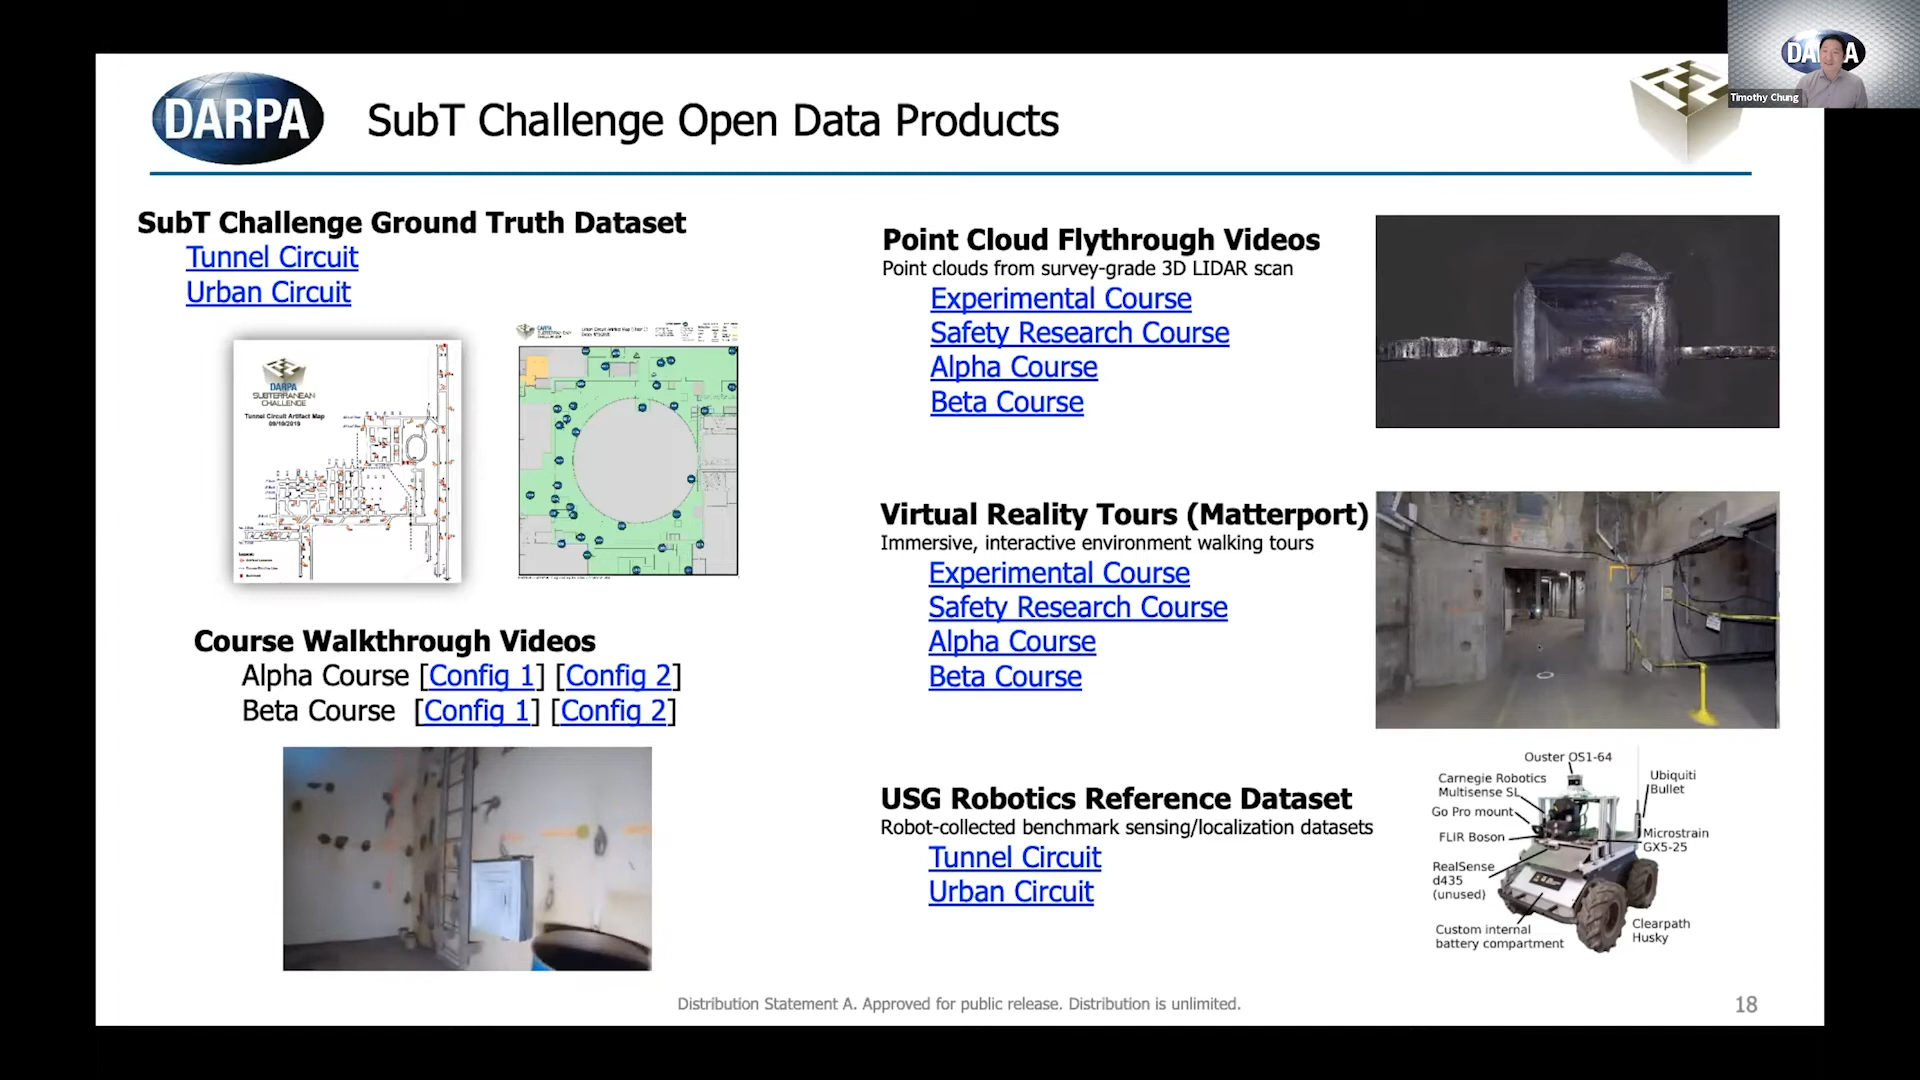 DARPA
SubT Challenge Open Data Products
DARPA
Timothy Chung
SubT Challenge Ground Truth Dataset
Tunnel Circuit
Urban Circuit
DARPA
SUBTERRANEAN
CHALLENGE
Tunnel Circuit Artifact Map
Course Walkthrough Videos
Alpha Course [Config 1] [Config 2]
Beta Course [Config 1] [Config 2]
Point Cloud Flythrough Videos
Point clouds from survey-grade 3D LIDAR scan
Experimental Course
Safety Research Course
Alpha Course
Beta Course
Virtual Reality Tours (Matterport)
Immersive, interactive environment walking tours
Experimental Course
Safety Research Course
Alpha Course
Beta Course
USG Robotics Reference Dataset
Robot-collected benchmark sensing/localization datasets
Tunnel Circuit
Urban Circuit
Ouster OS1-64
Carnegie Robotics
Multisense SL
Go Pro mount
FLIR Boson
RealSense
d435
(unused)
Custom internal
battery compartment
Ubiquiti
Bullet
Microstrain
GX5-25
Clearpath
Husky
Distribution Statement A. Approved for public release. Distribution is unlimited.
18